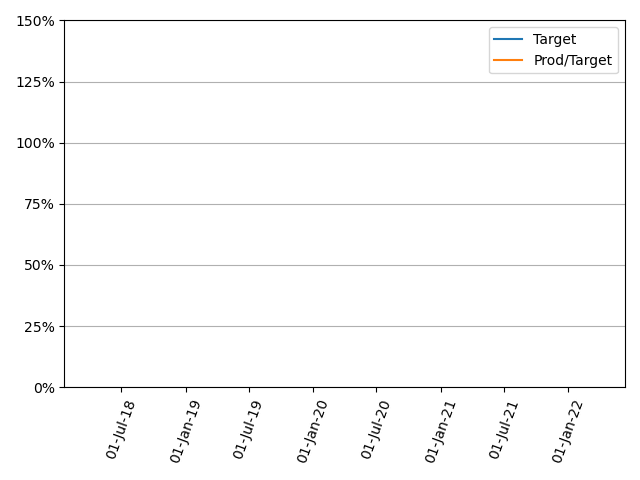 150%
125%
100%
75%
50%
25%
0%
Target
Prod/Target
01-Jul-18
01-Jan-19
01-Jul-19
01-Jan-20
01-Jul-20
01-Jan-21
01-Jul-21
01-Jan-22